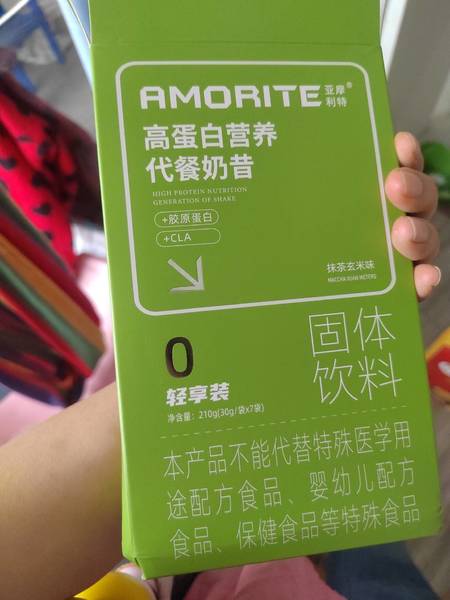 AMORITE 亚摩利特®
高蛋白营养
代餐奶昔
HIGH PROTEIN NUTRITION
GENERATION OF SHAKE
+胶原蛋白
+CLA
抹茶玄米味
MACCHA XUAN MI TEMS
0
轻享装
净含量：210g(30g/袋x7袋)
固体
饮料
本产品不能代替特殊医学用
途配方食品、婴幼儿配方
食品、保健食品等特殊食品